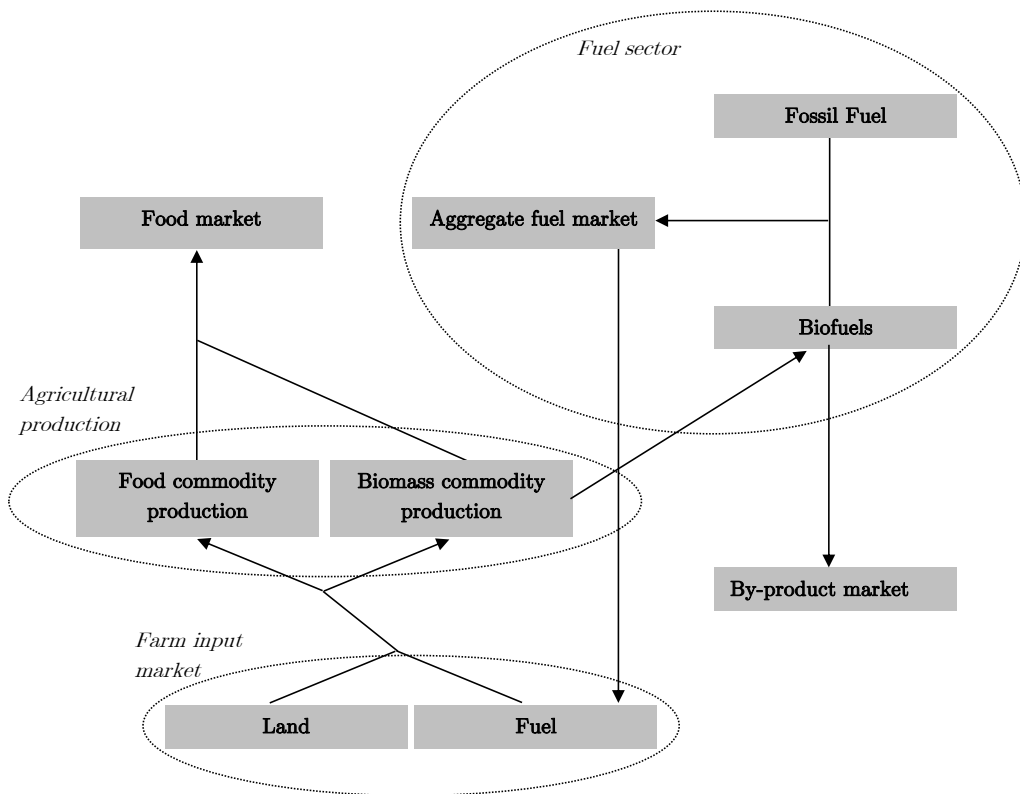 Fuel sector
Fossil Fuel
Food market
Aggregate fuel market
Biofuels
Agricultural
production
Food commodity
production
Biomass commodity
production
By-product market
Farm input
market
Land
Fuel